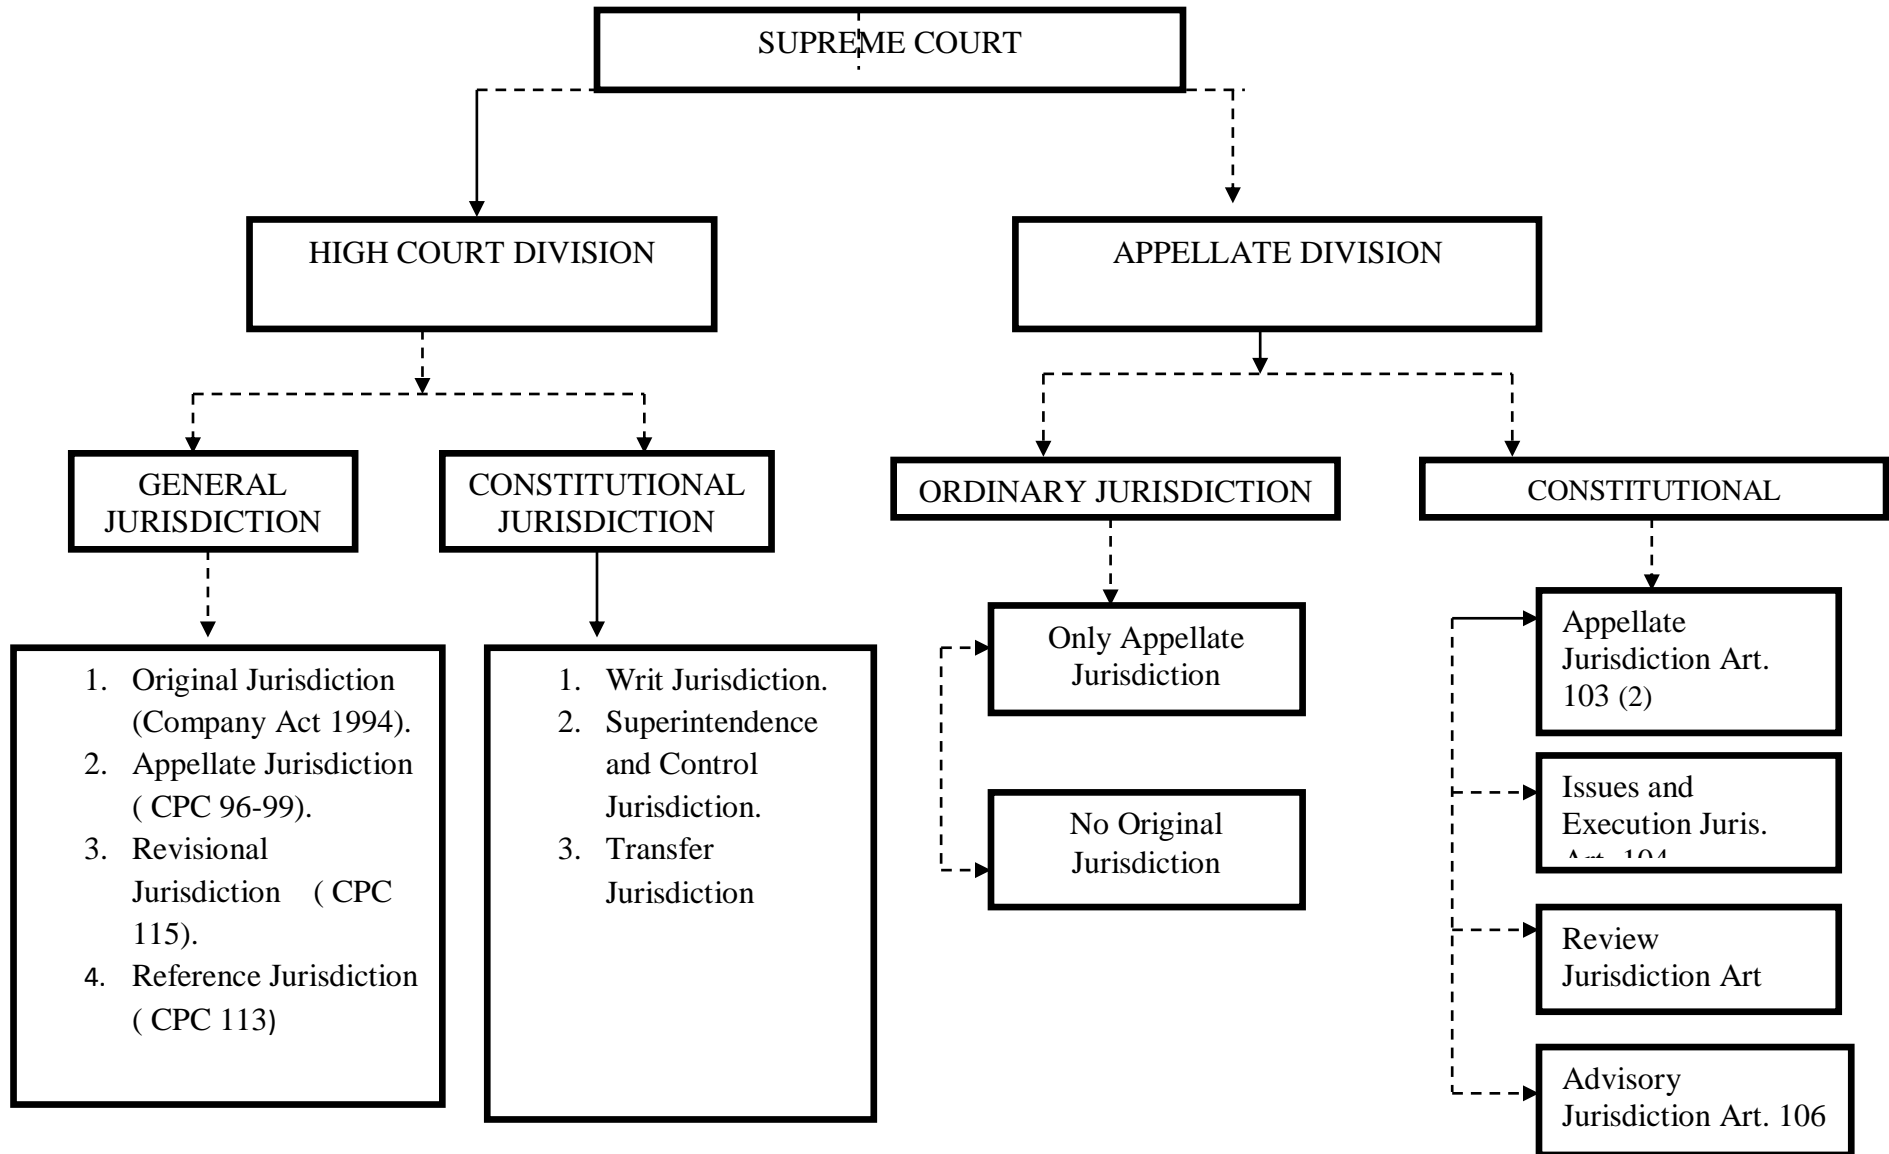 SUPREME COURT
HIGH COURT DIVISION
APPELLATE DIVISION
GENERAL
JURISDICTION
CONSTITUTIONAL
JURISDICTION
ORDINARY JURISDICTION
CONSTITUTIONAL
1. Original Jurisdiction
(Company Act 1994).
2. Appellate Jurisdiction
( CPC 96-99).
3. Revisional
Jurisdiction ( CPC
115).
4. Reference Jurisdiction
( CPC 113)
1. Writ Jurisdiction.
2. Superintendence
and Control
Jurisdiction.
3. Transfer
Jurisdiction
Only Appellate
Jurisdiction
No Original
Jurisdiction
Appellate
Jurisdiction Art.
103 (2)
Issues and
Execution Juris.
Art. 104
Review
Jurisdiction Art
Advisory
Jurisdiction Art. 106